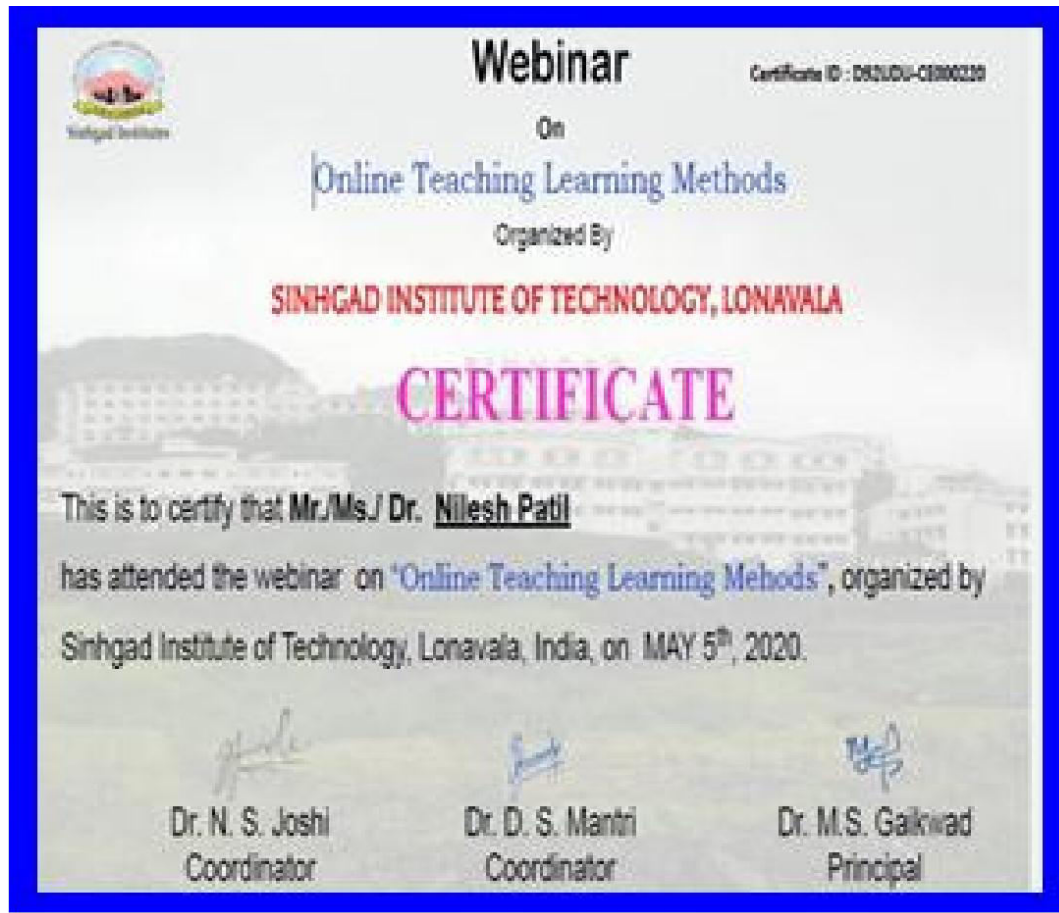 Webinar
Certificate ID :
On
Online Teaching Learning Methods
Organized By
SINHGAD INSTITUTE OF TECHNOLOGY, LONAVALA
CERTIFICATE
This is to certify that Mr./Ms./ Dr. Nilesh Patil
has attended the webinar on "Online Teaching Learning Mehods", organized by
Sinhgad Institute of Technology, Lonavala, India, on MAY 5th, 2020.
Dr. N. S. Joshi
Coordinator
Dr. D. S. Mantri
Coordinator
Dr. M.S. Gaikwad
Principal
Sinhgad Institutes